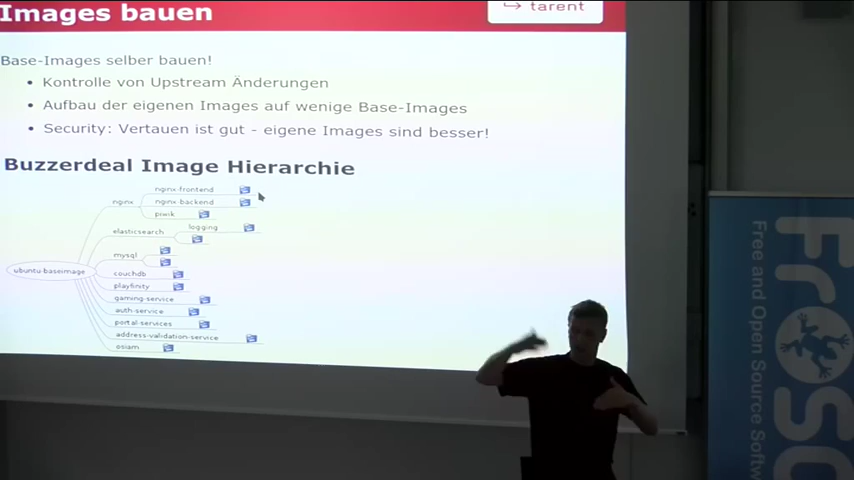 Images bauen
tarent
Base-Images selber bauen!
Kontrolle von Upstream Änderungen
Aufbau der eigenen Images auf wenige Base-Images
Security: Vertauen ist gut - eigene Images sind besser!
Buzzerdeal Image Hierarchie
nginx-frontend
nginx
nginx-backend
piwik
logging
elasticsearch
mysql
ubuntu-baseimage
couchdb
playfinity
gaming-service
auth-service
portal-services
address-validation-service
osiam
FrOSC
Free and Open Source Softw